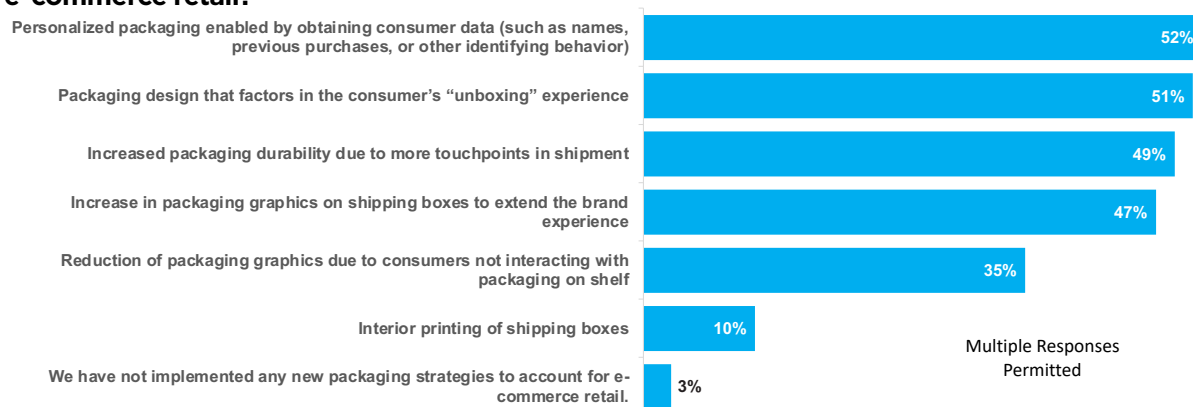 e-commerce retail?
Personalized packaging enabled by obtaining consumer data (such as names,
previous purchases, or other identifying behavior)
52%
Packaging design that factors in the consumer's “unboxing” experience
51%
Increased packaging durability due to more touchpoints in shipment
49%
Increase in packaging graphics on shipping boxes to extend the brand
experience
47%
Reduction of packaging graphics due to consumers not interacting with
packaging on shelf
35%
Interior printing of shipping boxes
10%
Multiple Responses
Permitted
We have not implemented any new packaging strategies to account for e-
commerce retail.
3%